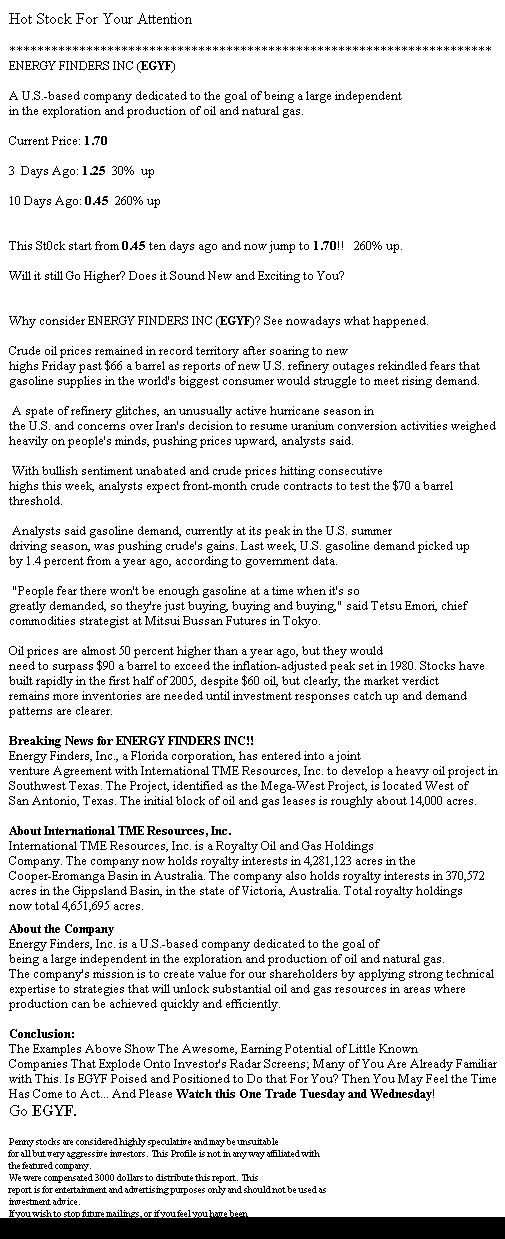 Hot Stock For Your Attention
*********************************************************************
ENERGY FINDERS INC (EGYF)
A U.S.-based company dedicated to the goal of being a large independent
in the exploration and production of oil and natural gas.
Current Price: 1.70
3 Days Ago: 1.25 30% up
10 Days Ago: 0.45 260% up
This St0ck start from 0.45 ten days ago and now jump to 1.70!! 260% up.
Will it still Go Higher? Does it Sound New and Exciting to You?
Why consider ENERGY FINDERS INC (EGYF)? See nowadays what happened.
Crude oil prices remained in record territory after soaring to new
highs Friday past $66 a barrel as reports of new U.S. refinery outages rekindled fears that
gasoline supplies in the world's biggest consumer would struggle to meet rising demand.
A spate of refinery glitches, an unusually active hurricane season in
the U.S. and concerns over Iran's decision to resume uranium conversion activities weighed
heavily on people's minds, pushing prices upward, analysts said.
With bullish sentiment unabated and crude prices hitting consecutive
highs this week, analysts expect front-month crude contracts to test the $70 a barrel
threshold.
Analysts said gasoline demand, currently at its peak in the U.S. summer
driving season, was pushing crude's gains. Last week, U.S. gasoline demand picked up
by 1.4 percent from a year ago, according to government data.
"People fear there won't be enough gasoline at a time when it's so
greatly demanded, so they're just buying, buying and buying," said Tetsu Emori, chief
commodities strategist at Mitsui Bussan Futures in Tokyo.
Oil prices are almost 50 percent higher than a year ago, but they would
need to surpass $90 a barrel to exceed the inflation-adjusted peak set in 1980. Stocks have
built rapidly in the first half of 2005, despite $60 oil, but clearly, the market verdict
remains more inventories are needed until investment responses catch up and demand
patterns are clearer.
Breaking News for ENERGY FINDERS INC!!
Energy Finders, Inc., a Florida corporation, has entered into a joint
venture Agreement with International TME Resources, Inc. to develop a heavy oil project in
Southwest Texas. The Project, identified as the Mega-West Project, is located West of
San Antonio, Texas. The initial block of oil and gas leases is roughly about 14,000 acres.
About International TME Resources, Inc.
International TME Resources, Inc. is a Royalty Oil and Gas Holdings
Company. The company now holds royalty interests in 4,281,123 acres in the
Cooper-Eromanga Basin in Australia. The company also holds royalty interests in 370,572
acres in the Gippsland Basin, in the state of Victoria, Australia. Total royalty holdings
now total 4,651,695 acres.
About the Company
Energy Finders, Inc. is a U.S.-based company dedicated to the goal of
being a large independent in the exploration and production of oil and natural gas.
The company's mission is to create value for our shareholders by applying strong technical
expertise to strategies that will unlock substantial oil and gas resources in areas where
production can be achieved quickly and efficiently.
Conclusion:
The Examples Above Show The Awesome, Earning Potential of Little Known
Companies That Explode Onto Investor's Radar Screens; Many of You Are Already Familiar
with This. Is EGYF Poised and Positioned to Do that For You? Then You May Feel the Time
Has Come to Act... And Please Watch this One Trade Tuesday and Wednesday!
Go EGYF.
Penny stocks are considered highly speculative and may be unsuitable
for all but very aggressive investors. This Profile is not in any way affiliated with
the featured company.
We were compensated 3000 dollars to distribute this report. This
report is for entertainment and advertising purposes only and should not be used as
investment advice.
If you wish to stop future mailings, or if you feel you have been